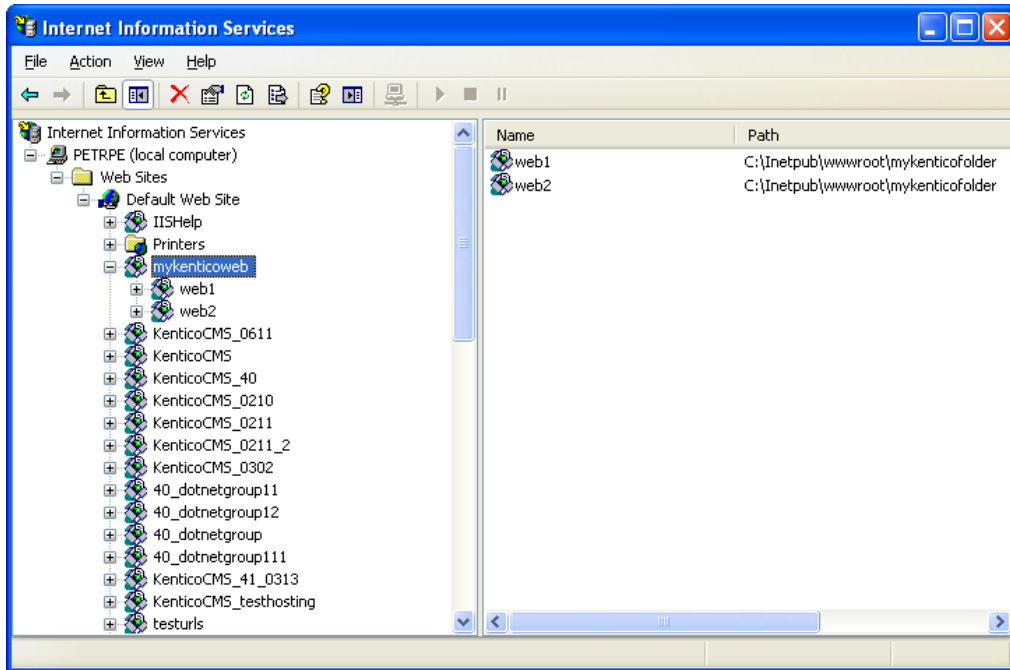 Internet Information Services
File Action View Help
Internet Information Services
PETRPE (local computer)
Web Sites
Default Web Site
IISHelp
Printers
mykenticoweb
web1
web2
KenticoCMS_0611
KenticoCMS
KenticoCMS_40
KenticoCMS_0210
KenticoCMS_0211
KenticoCMS_0211_2
KenticoCMS_0302
40_dotnetgroup11
40_dotnetgroup12
40_dotnetgroup
40_dotnetgroup111
KenticoCMS_41_0313
KenticoCMS_testhosting
testurls
Name Path
web1 C:\Inetpub\wwwroot\mykenticofolder
web2 C:\Inetpub\wwwroot\mykenticofolder